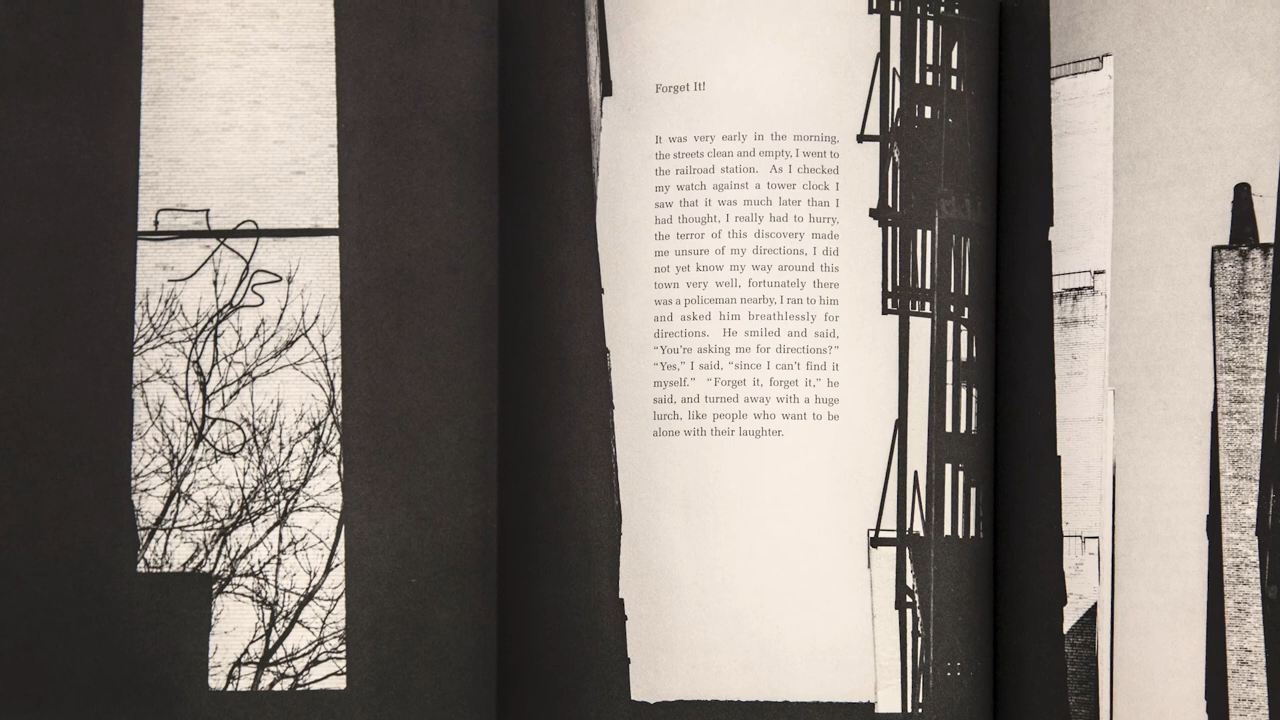 Forget It!
It was very early in the morning,
the streets clean and empty, I went to
the railroad station. As I checked
my watch against a tower clock I
saw that it was much later than I
had thought, I really had to hurry,
the terror of this discovery made
me unsure of my directions, I did
not yet know my way around this
town very well, fortunately there
was a policeman nearby, I ran to him
and asked him breathlessly for
directions. He smiled and said,
“You’re asking me for directions?”
“Yes,” I said, “since I can’t find it
myself.” “Forget it, forget it,” he
said, and turned away with a huge
lurch, like people who want to be
alone with their laughter.